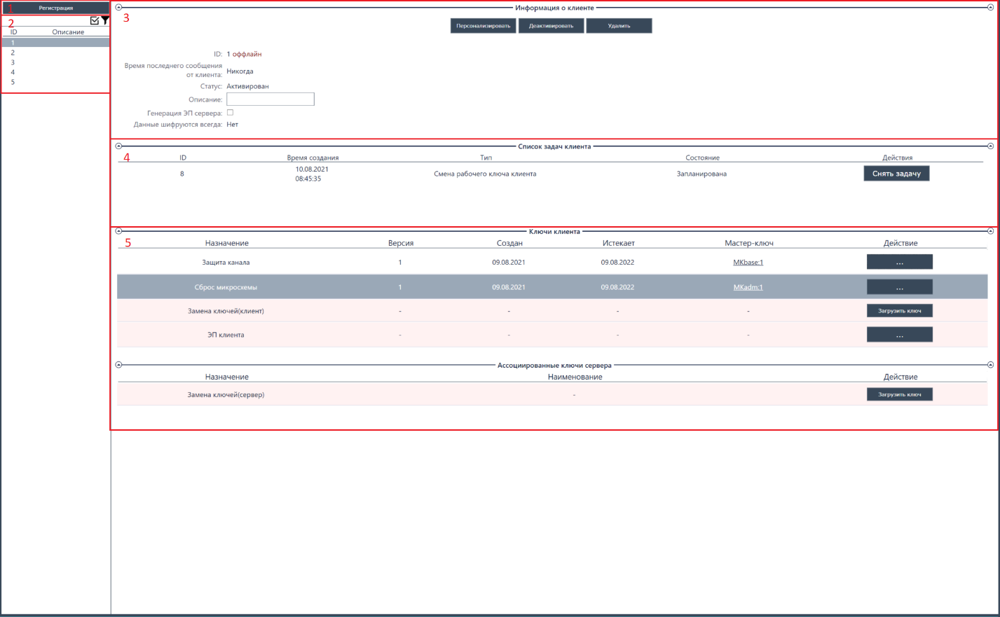 1 Регистрация
2
ID Описание
1
2
3
4
5
Информация о клиенте
3
Персонализировать Деактивировать Удалить
ID: 1 оффлайн
Время последнего сообщения
от клиента: Никогда
Статус: Активирован
Описание:
Генерация ЭП сервера:
Данные шифруются всегда: Нет
Список задач клиента
4 ID Время создания Тип Состояние Действия
8 10.08.2021 08:45:35 Смена рабочего ключа клиента Запланирована Снять задачу
Ключи клиента
5 Назначение Версия Создан Истекает Мастер-ключ Действие
Защита канала 1 09.08.2021 09.08.2022 MKbase:1 ...
Сброс микросхемы 1 09.08.2021 09.08.2022 MKadm:1 ...
Замена ключей(клиент) - - - - Загрузить ключ
ЭП клиента - - - - ...
Ассоциированные ключи сервера
Назначение Наименование Действие
Замена ключей(сервер) - Загрузить ключ